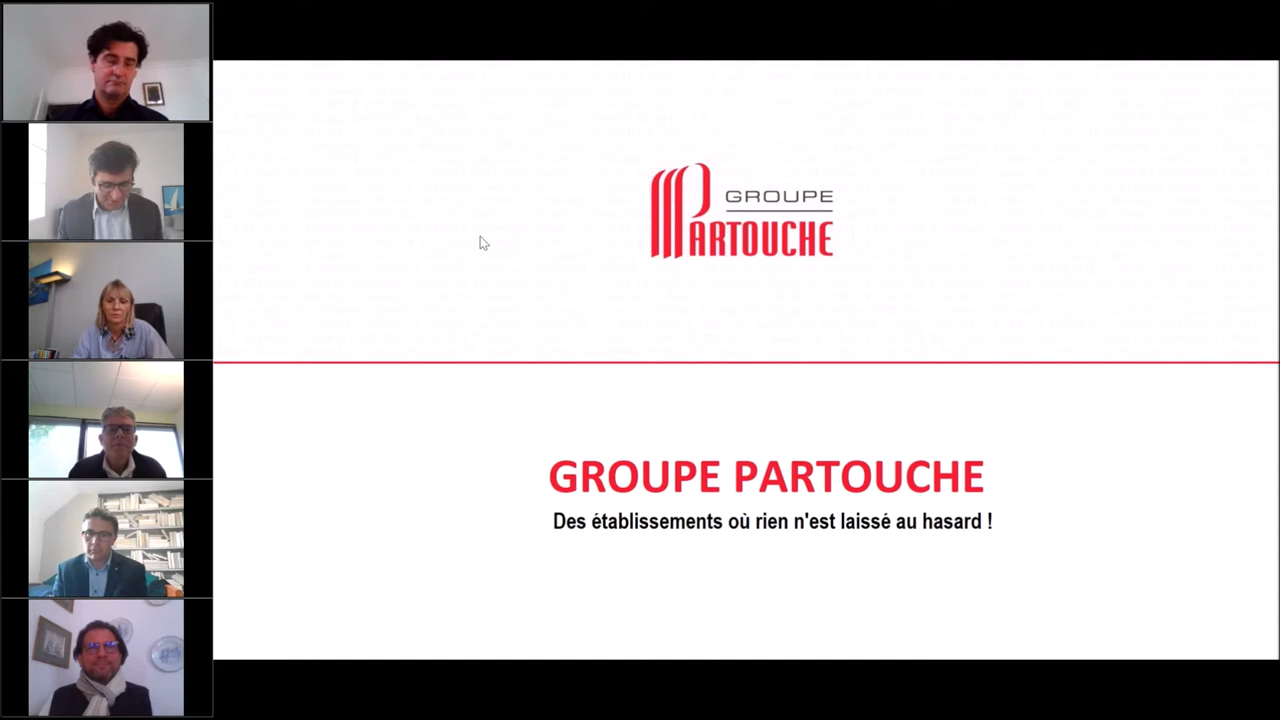 GROUPE
PARTOUCHE
GROUPE PARTOUCHE
Des établissements où rien n'est laissé au hasard !